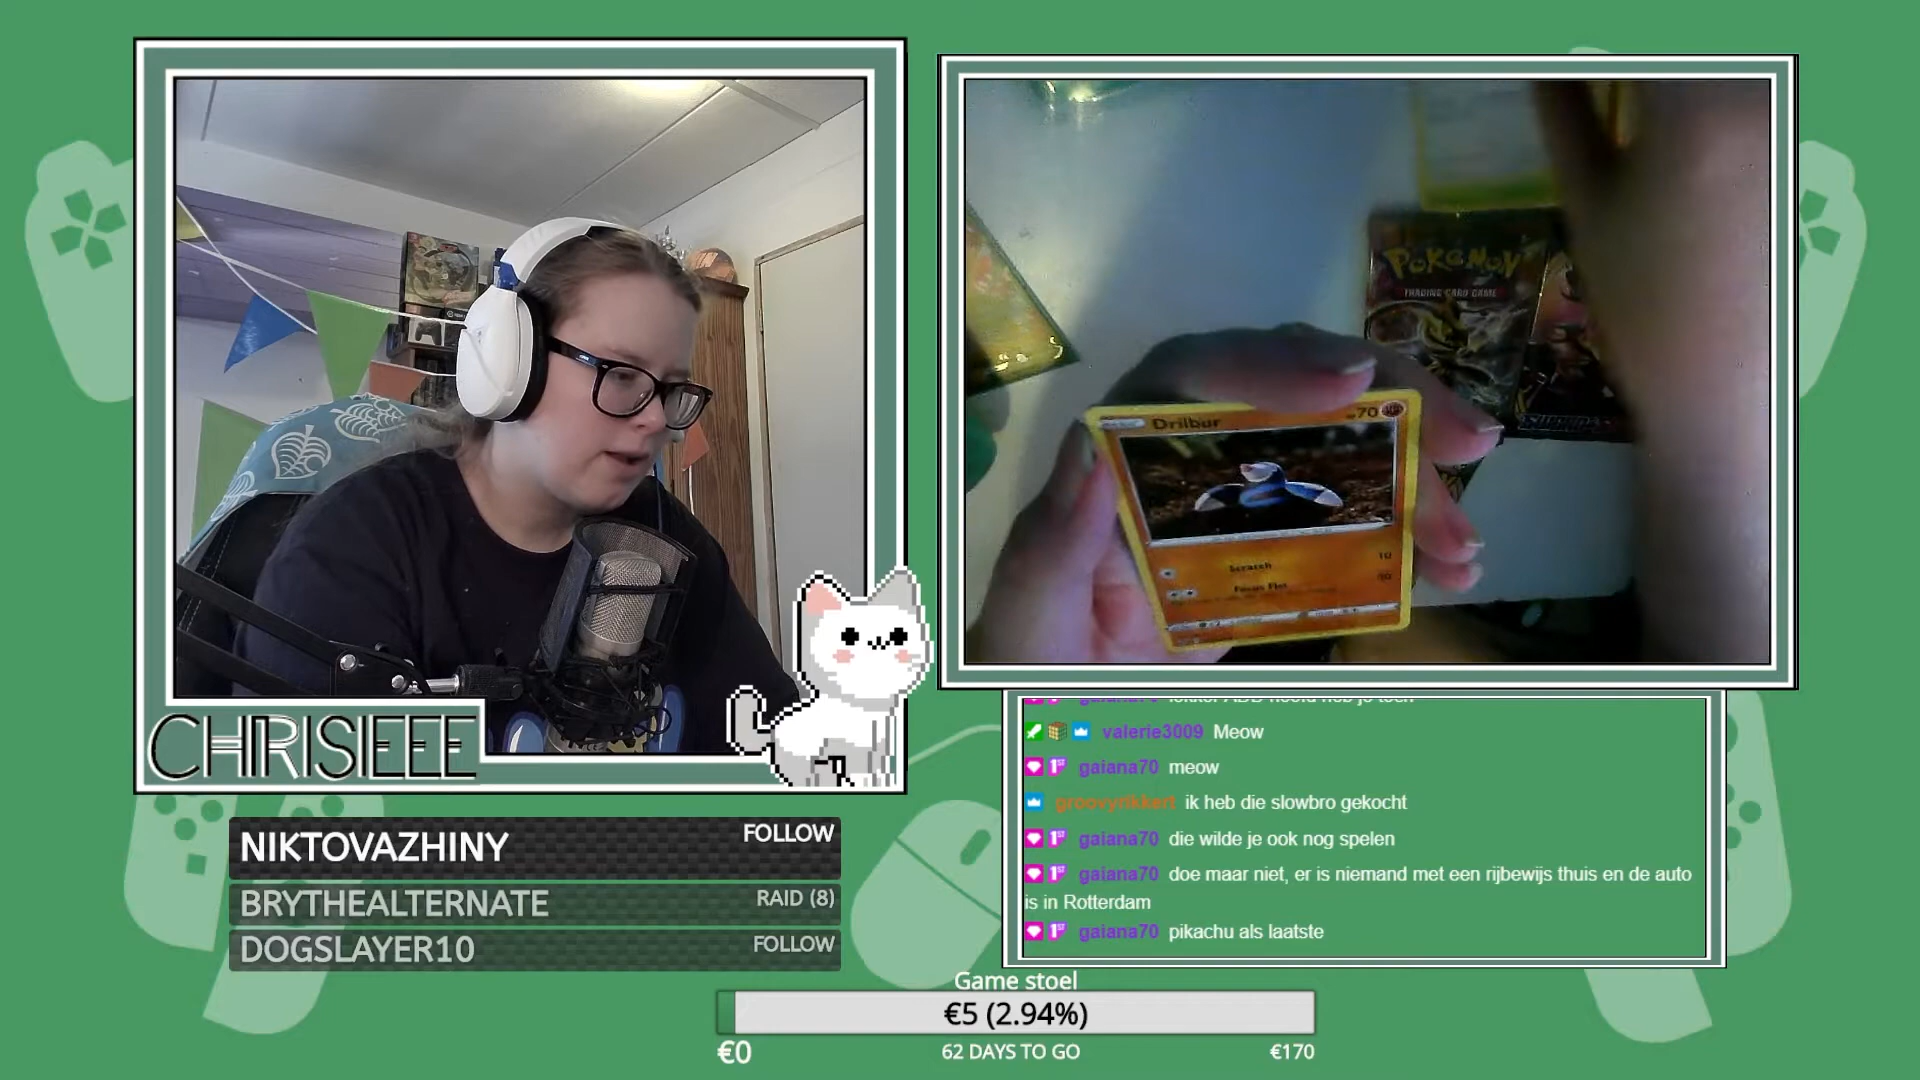 POKéMON
TRADING CARD GAME
Drilbur
70
Scratch
10
CHRISIEEE
valerie3009 Meow
gaiana70 meow
groovyrikkert ik heb die slowbro gekocht
gaiana70 die wilde je ook nog spelen
gaiana70 doe maar niet, er is niemand met een rijbewijs thuis en de auto
is in Rotterdam
gaiana70 pikachu als laatste
NIKTOVAZHINY FOLLOW
BRYTHEALTERNATE RAID (8)
DOGSLAYER10 FOLLOW
Game stoel
€5 (2.94%)
€0 62 DAYS TO GO €170